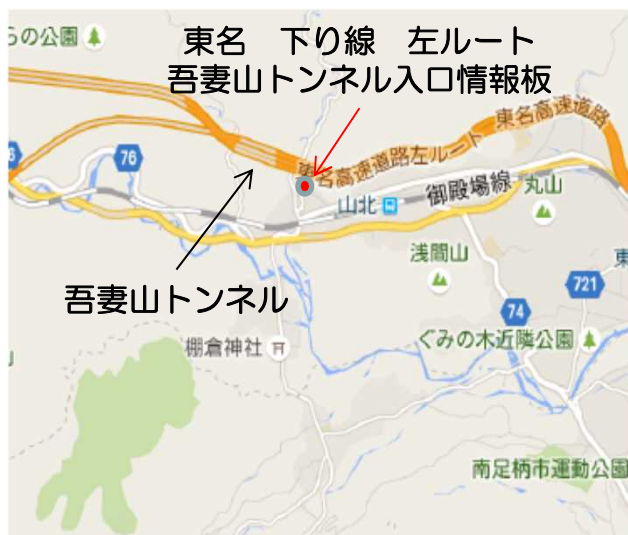 らの公園
東名　下り線　左ルート
吾妻山トンネル入口情報板
東名高速道路
76
東名高速道路左ルート
御殿場線
丸山
山北
浅間山
東
721
吾妻山トンネル
74
棚倉神社
ぐみの木近隣公園
南足柄市運動公園